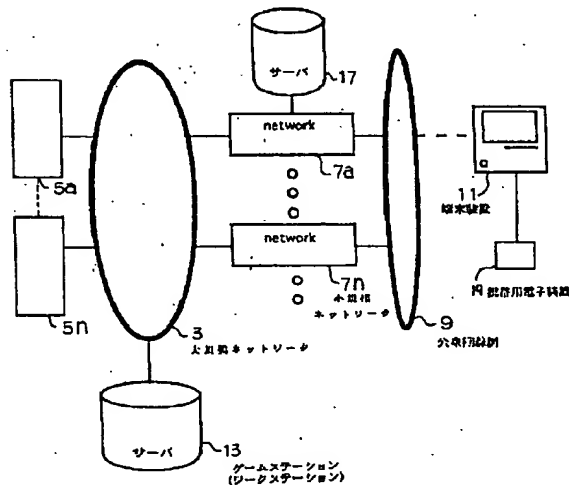 サーバ
17
network
7a
5a
11
端末装置
network
19 携帯用電子装置
7n
小規模
ネットワーク
5n
3
大規模ネットワーク
9
公衆回線網
サーバ
13
ゲームステーション
(ワークステーション)